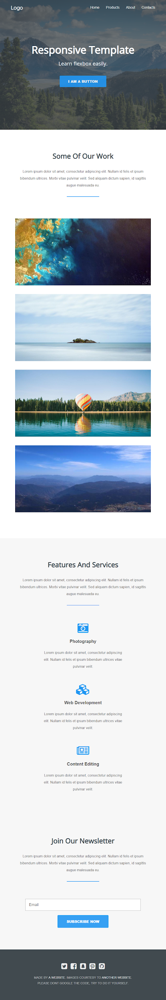 Logo
Home Products About Contacts
Responsive Template
Learn flexbox easily.
I AM A BUTTON
Some Of Our Work
Lorem ipsum dolor sit amet, consectetur adipiscing elit. Nullam id felis et ipsum
bibendum ultrices. Morbi vitae pulvinar velit. Sed aliquam dictum sapien, id sagittis
augue malesuada eu.
Features And Services
Lorem ipsum dolor sit amet, consectetur adipiscing elit. Nullam id felis et ipsum
bibendum ultrices. Morbi vitae pulvinar velit. Sed aliquam dictum sapien, id sagittis
augue malesuada eu.
Photography
Lorem ipsum dolor sit amet, consectetur adipiscing
elit. Nullam id felis et ipsum bibendum ultrices vitae
pulvinar velit.
Web Development
Lorem ipsum dolor sit amet, consectetur adipiscing
elit. Nullam id felis et ipsum bibendum ultrices vitae
pulvinar velit.
Content Editing
Lorem ipsum dolor sit amet, consectetur adipiscing
elit. Nullam id felis et ipsum bibendum ultrices vitae
pulvinar velit.
Join Our Newsletter
Lorem ipsum dolor sit amet, consectetur adipiscing elit. Nullam id felis et ipsum
bibendum ultrices. Morbi vitae pulvinar velit. Sed aliquam dictum sapien, id sagittis
augue malesuada eu.
Email
SUBSCRIBE NOW
MADE BY A WEBSITE. IMAGES COURTESY TO ANOTHER WEBSITE.
PLEASE DONT GOOGLE THE CODE, TRY TO DO IT YOURSELF.